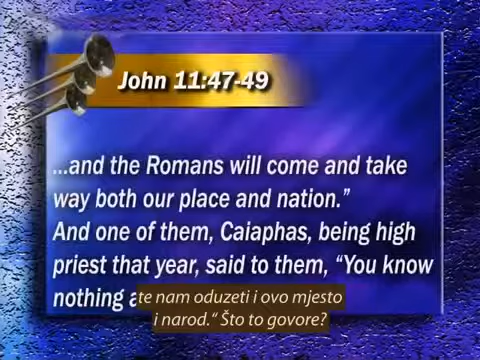 John 11:47-49
...and the Romans will come and take
way both our place and nation.”
And one of them, Caiaphas, being high
priest that year, said to them, “You know
nothing a
te nam oduzeti i ovo mjesto
i narod.“ Što to govore?